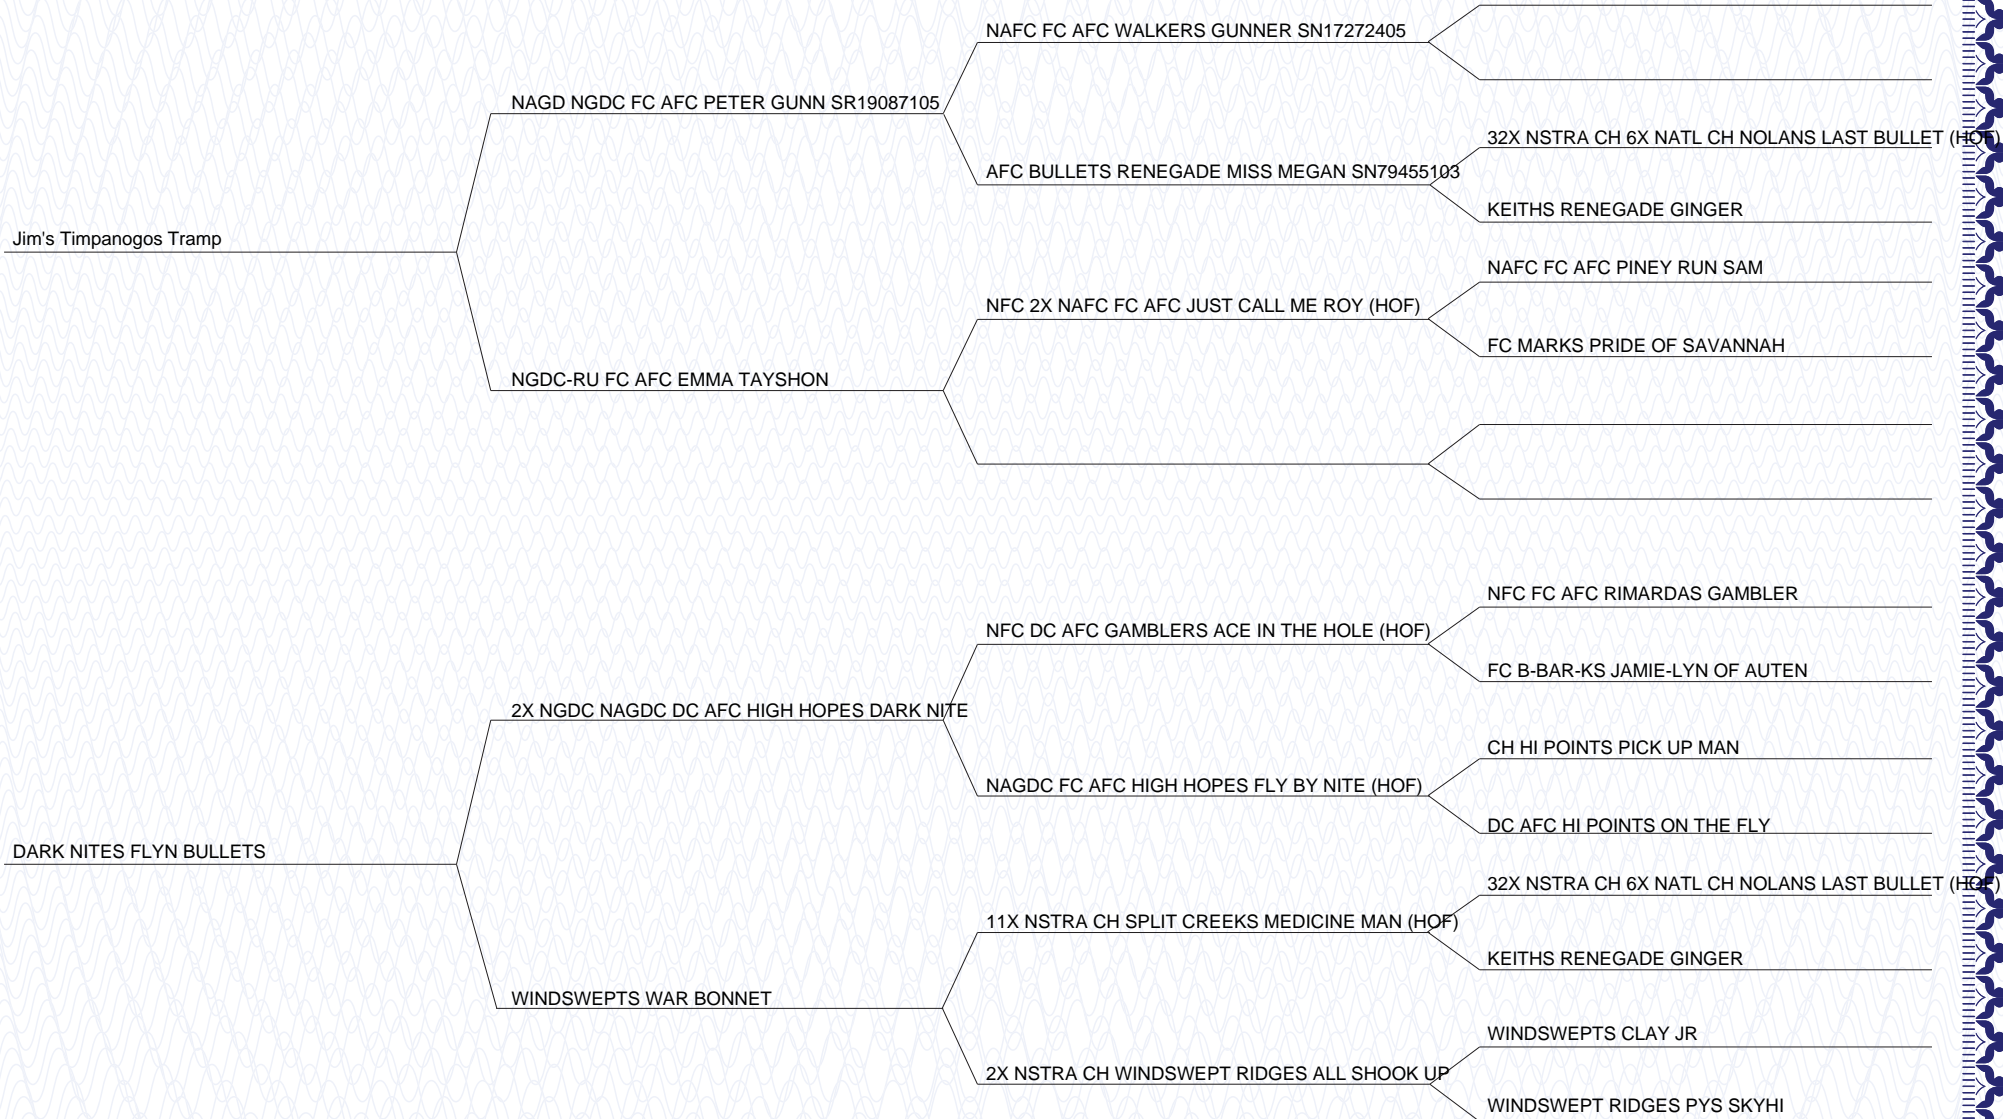 NAFC FC AFC WALKERS GUNNER SN17272405
NAGD NGDC FC AFC PETER GUNN SR19087105
32X NSTRA CH 6X NATL CH NOLANS LAST BULLET (HOF)
AFC BULLETS RENEGADE MISS MEGAN SN79455103
KEITHS RENEGADE GINGER
Jim's Timpanogos Tramp
NAFC FC AFC PINEY RUN SAM
NFC 2X NAFC FC AFC JUST CALL ME ROY (HOF)
FC MARKS PRIDE OF SAVANNAH
NGDC-RU FC AFC EMMA TAYSHON
NFC FC AFC RIMARDAS GAMBLER
NFC DC AFC GAMBLERS ACE IN THE HOLE (HOF)
FC B-BAR-KS JAMIE-LYN OF AUTEN
2X NGDC NAGDC DC AFC HIGH HOPES DARK NITE
CH HI POINTS PICK UP MAN
NAGDC FC AFC HIGH HOPES FLY BY NITE (HOF)
DC AFC HI POINTS ON THE FLY
DARK NITES FLYN BULLETS
32X NSTRA CH 6X NATL CH NOLANS LAST BULLET (HOF)
11X NSTRA CH SPLIT CREEKS MEDICINE MAN (HOF)
KEITHS RENEGADE GINGER
WINDSWEPTS WAR BONNET
WINDSWEPTS CLAY JR
2X NSTRA CH WINDSWEPT RIDGES ALL SHOOK UP
WINDSWEPT RIDGES PYS SKYHI